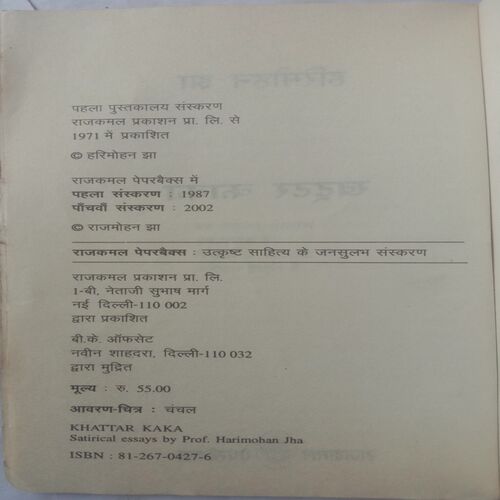 पहला पुस्तकालय संस्करण
राजकमल प्रकाशन प्रा. लि. से
1971 में प्रकाशित
© हरिमोहन झा
राजकमल पेपरबैक्स में
पहला संस्करण : 1987
पाँचवाँ संस्करण : 2002
© राजमोहन झा
राजकमल पेपरबैक्स : उत्कृष्ट साहित्य के जनसुलभ संस्करण
राजकमल प्रकाशन प्रा. लि.
1-बी, नेताजी सुभाष मार्ग
नई दिल्ली-110 002
द्वारा प्रकाशित
बी.के. ऑफसेट
नवीन शाहदरा, दिल्ली-110 032
द्वारा मुद्रित
मूल्य : रु. 55.00
आवरण-चित्र : चंचल
KHATTAR KAKA
Satirical essays by Prof. Harimohan Jha
ISBN : 81-267-0427-6